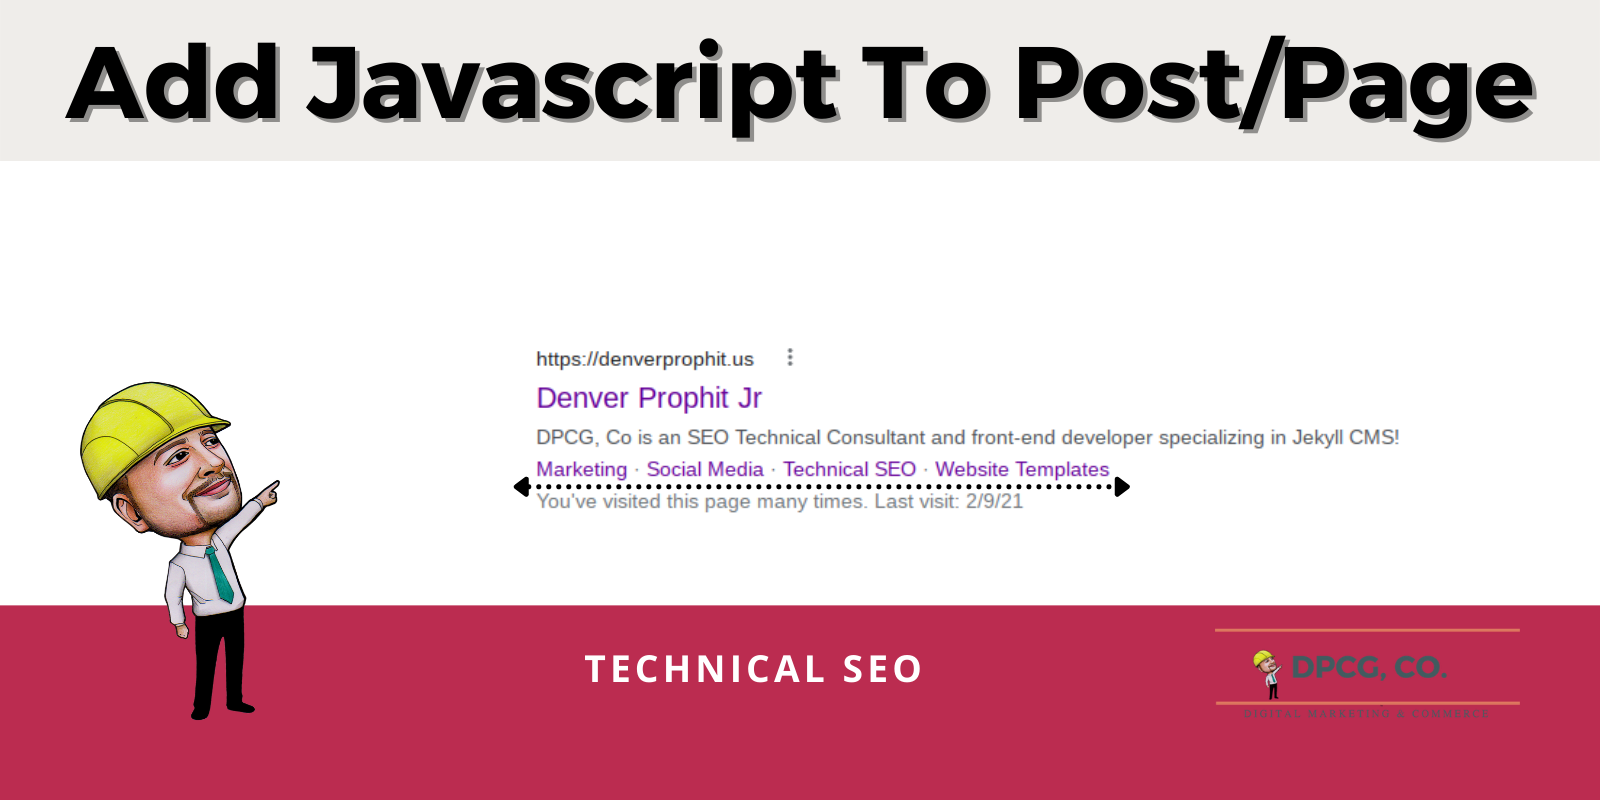 Add Javascript To Post/Page
https://denverprophit.us
Denver Prophit Jr
DPCG, Co is an SEO Technical Consultant and front-end developer specializing in Jekyll CMS!
Marketing · Social Media · Technical SEO · Website Templates
You've visited this page many times. Last visit: 2/9/21
TECHNICAL SEO
DPCG, CO.
DIGITAL MARKETING & COMMERCE